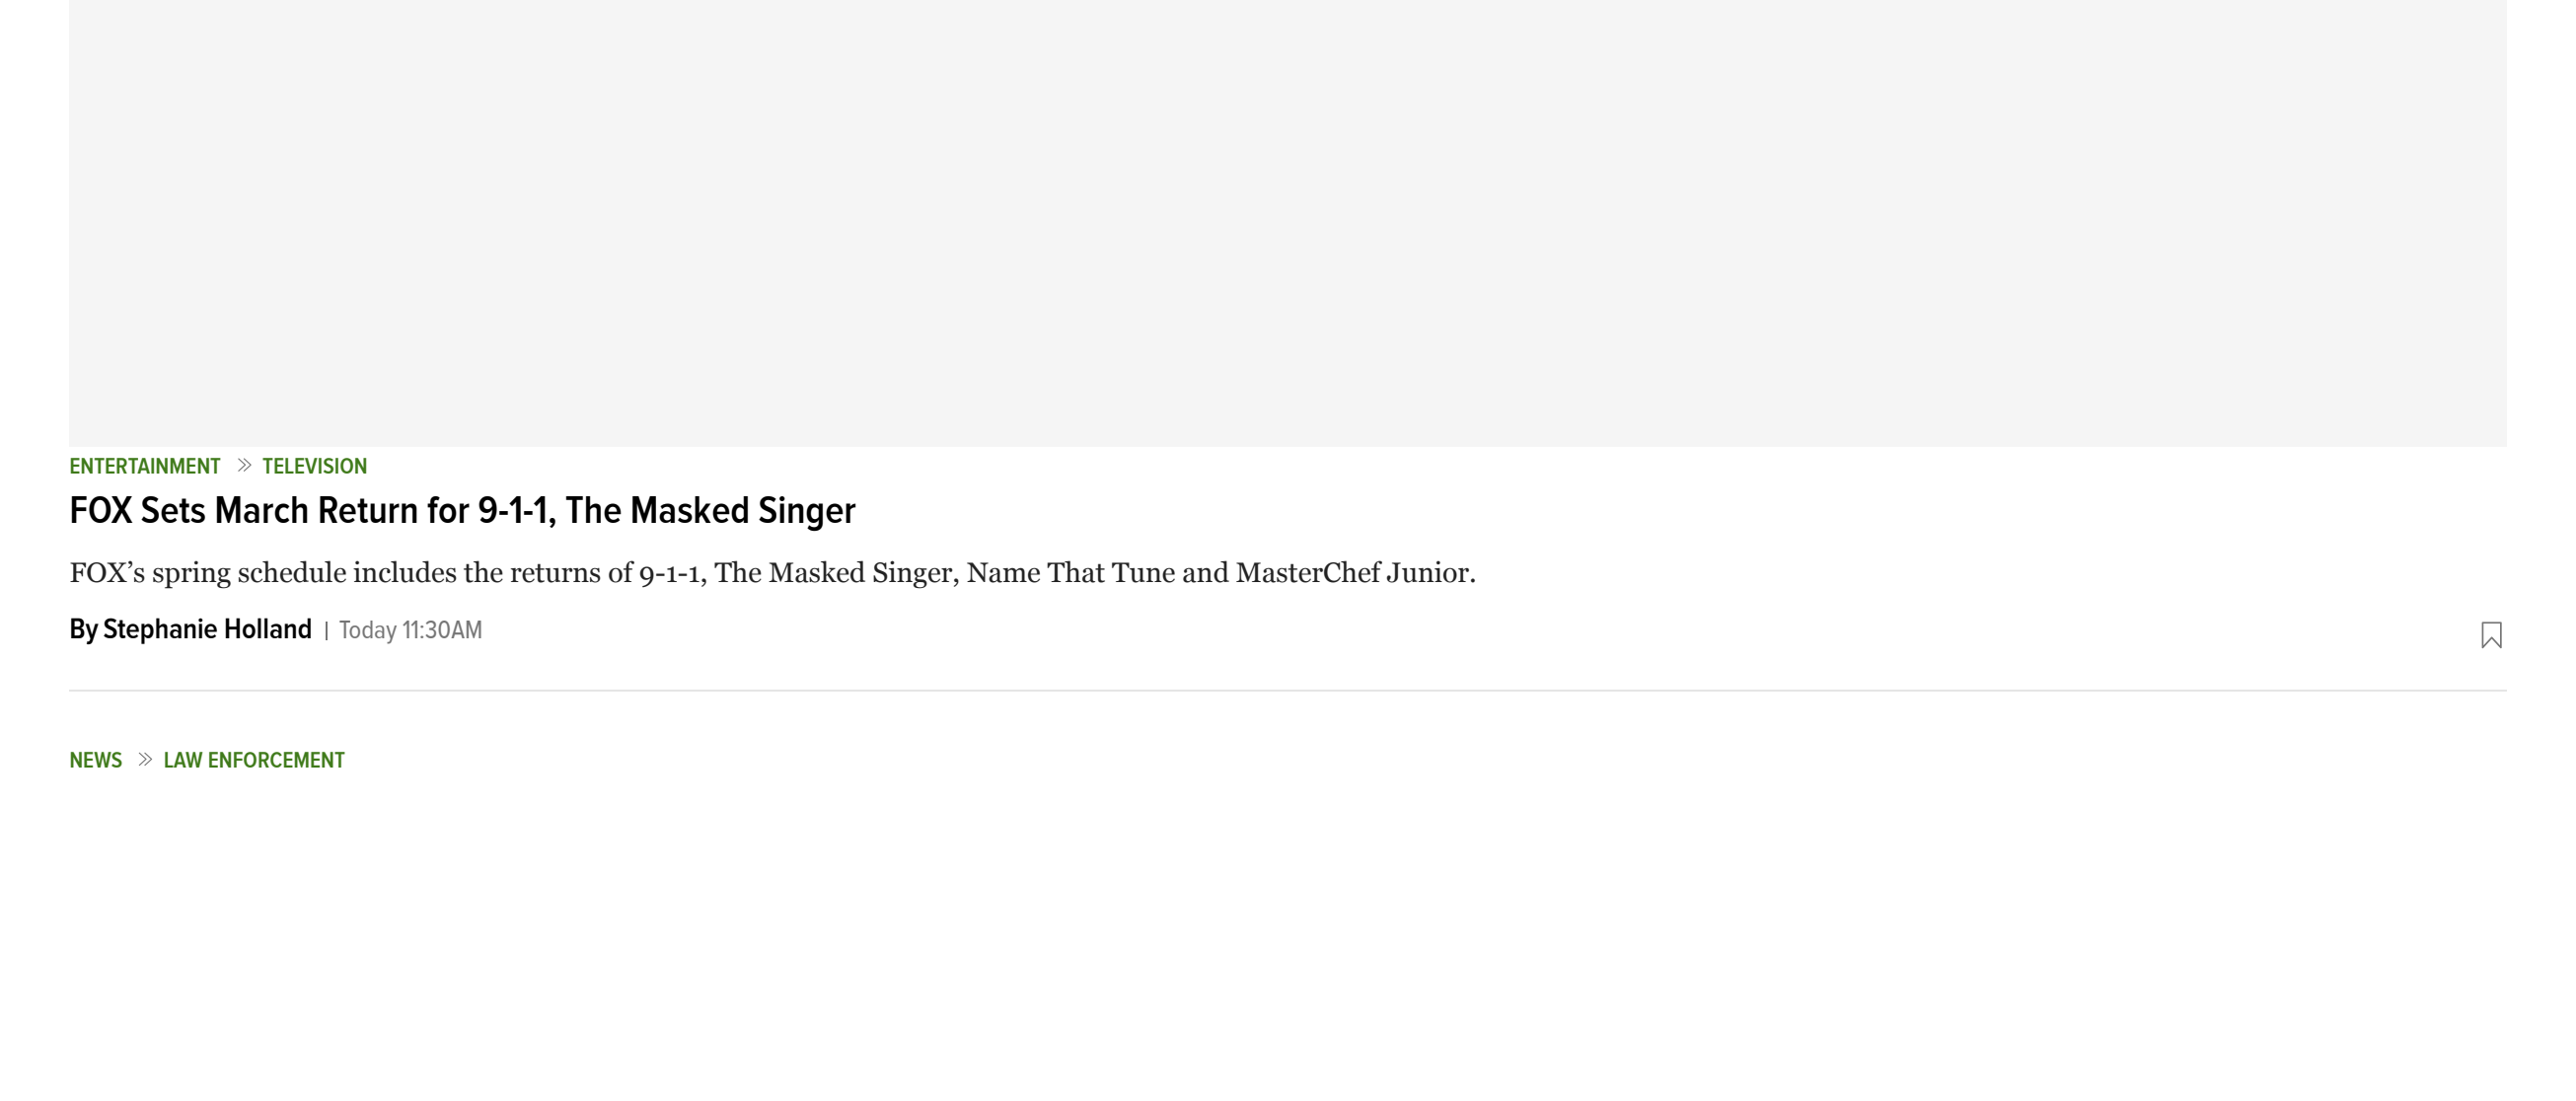 ENTERTAINMENT » TELEVISION
FOX Sets March Return for 9-1-1, The Masked Singer
FOX’s spring schedule includes the returns of 9-1-1, The Masked Singer, Name That Tune and MasterChef Junior.
By Stephanie Holland | Today 11:30AM
NEWS » LAW ENFORCEMENT